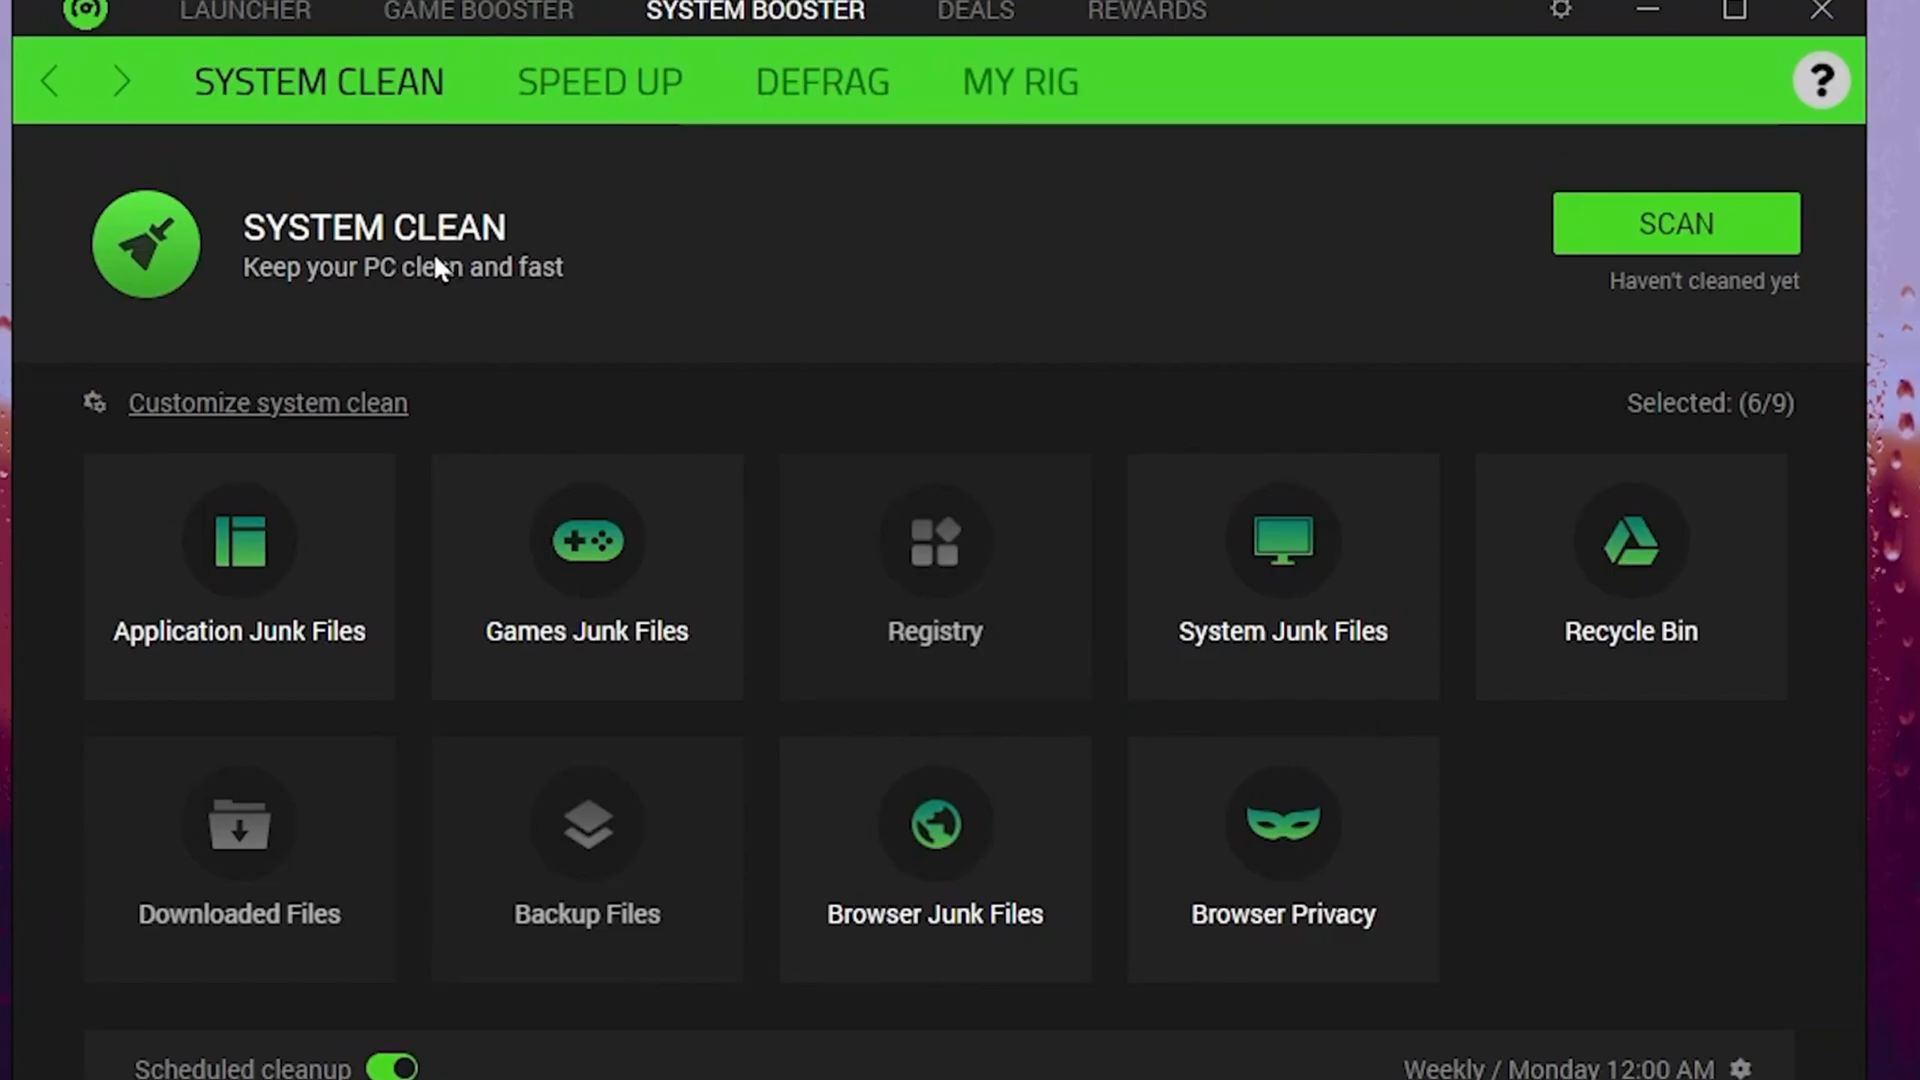 LAUNCHER GAME BOOSTER SYSTEM BOOSTER DEALS REWARDS
SYSTEM CLEAN SPEED UP DEFRAG MY RIG ?
SYSTEM CLEAN
Keep your PC clean and fast
SCAN
Haven't cleaned yet
Customize system clean
Selected: (6/9)
Application Junk Files
Games Junk Files
Registry
System Junk Files
Recycle Bin
Downloaded Files
Backup Files
Browser Junk Files
Browser Privacy
Scheduled cleanup
Weekly / Monday 12:00 AM